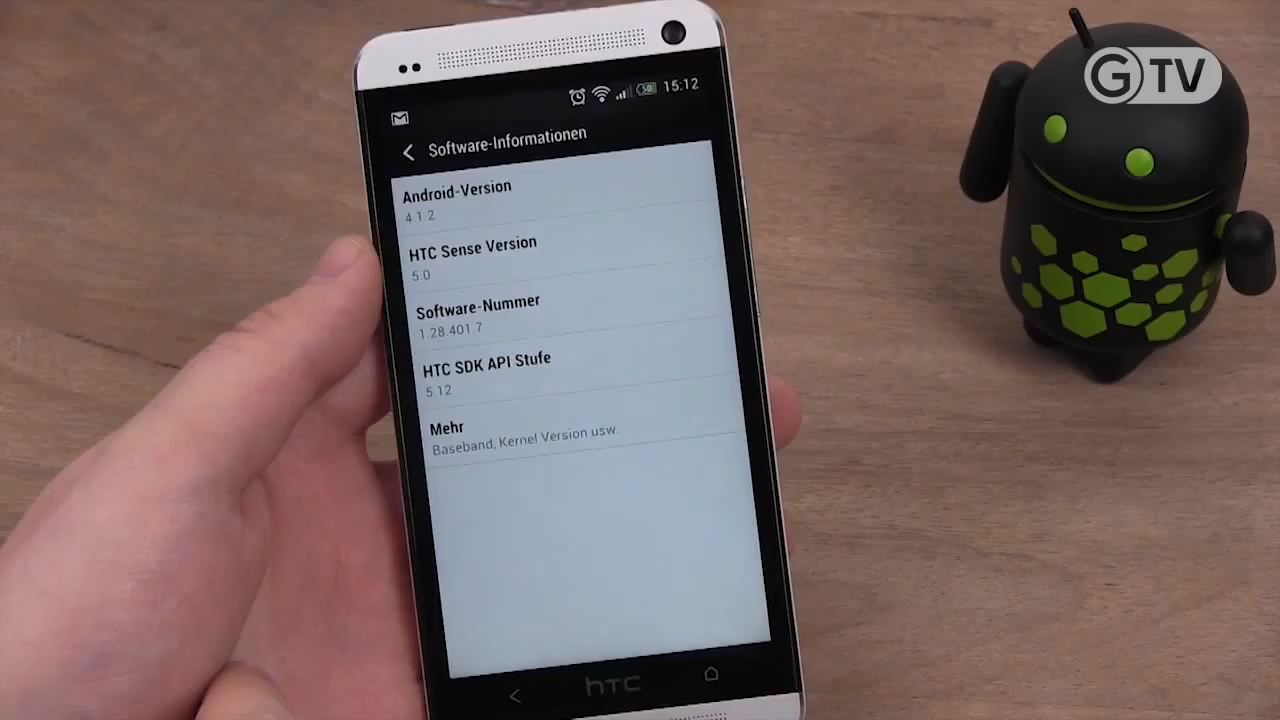 GTV
15:12
Software-Informationen
Android-Version
4.1.2
HTC Sense Version
5.0
Software-Nummer
1.28.401.7
HTC SDK API Stufe
5.12
Mehr
Baseband, Kernel Version usw.
hTC